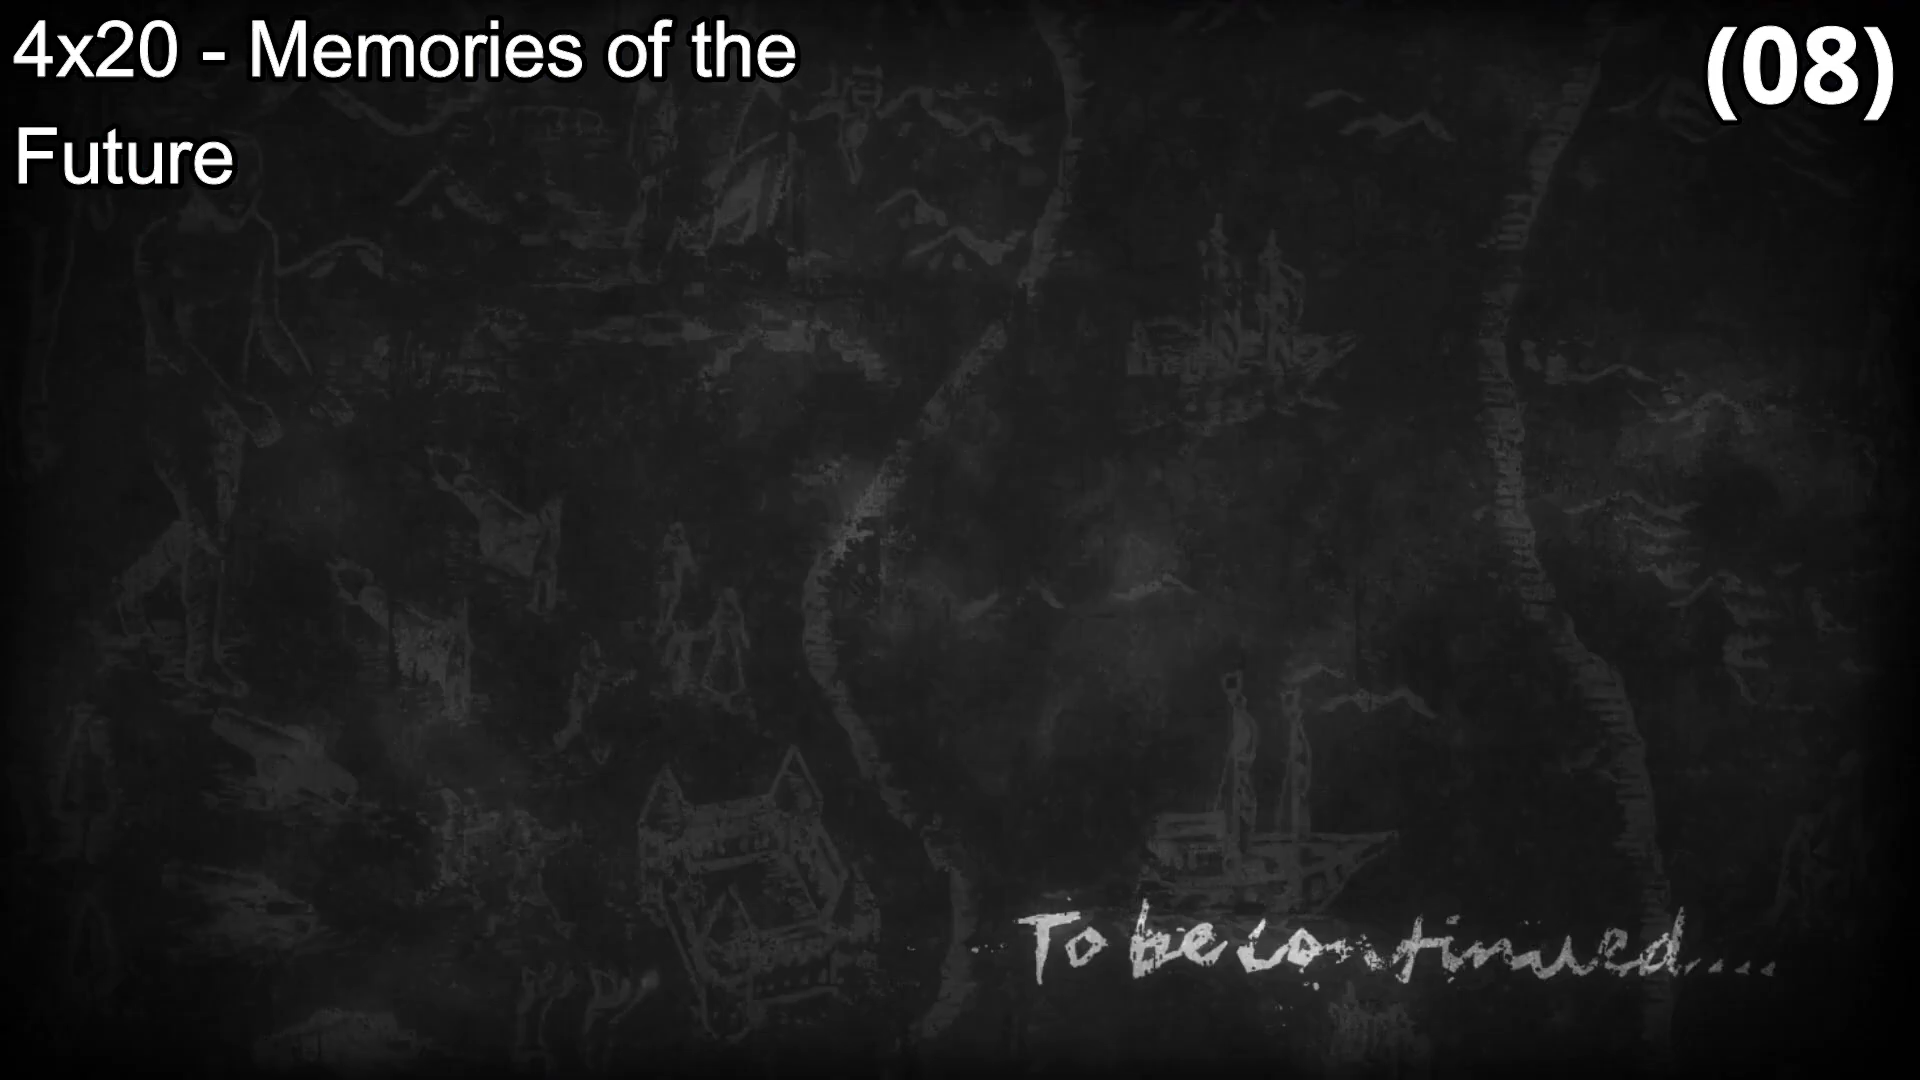 4x20 - Memories of the
Future
(08)
To be continued...